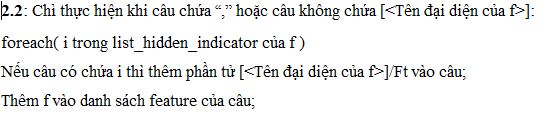 2.2: Chỉ thực hiện khi câu chứa “,” hoặc câu không chứa [<Tên đại diện của f>]:
foreach( i trong list_hidden_indicator của f )
Nếu câu có chứa i thì thêm phần tử [<Tên đại diện của f>]/Ft vào câu;
Thêm f vào danh sách feature của câu;